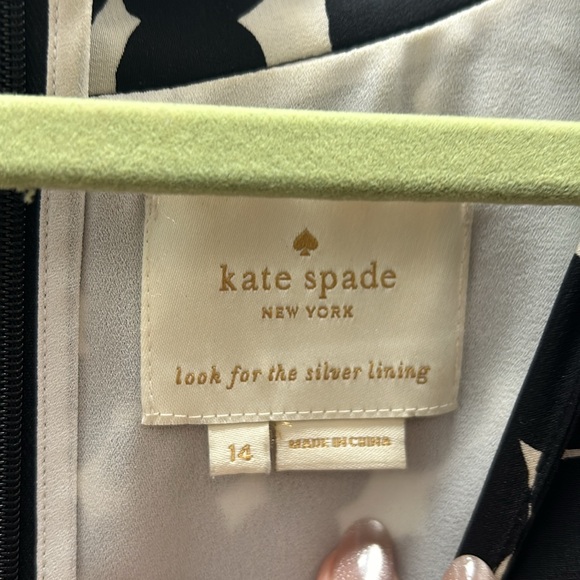 kate spade
NEW YORK
look for the silver lining
14
MADE IN CHINA